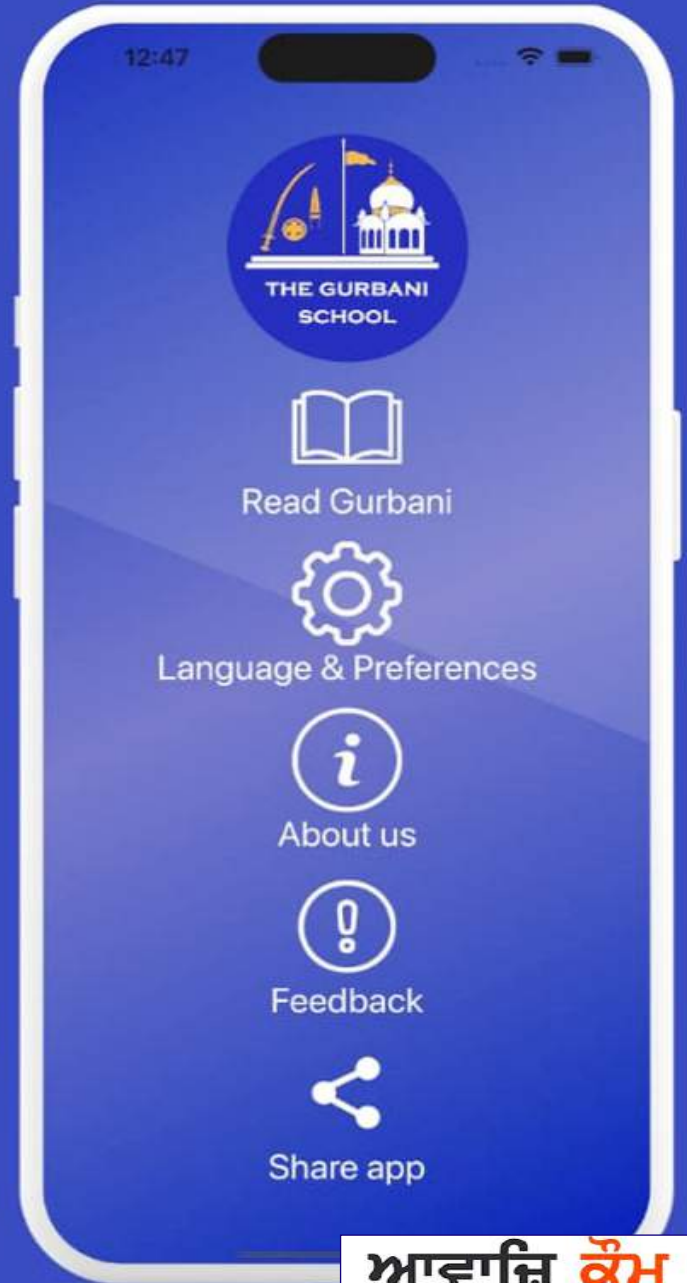 12:47
THE GURBANI
SCHOOL
Read Gurbani
Language & Preferences
i
About us
Feedback
Share app
ਆਵਾਜ਼ਿ ਕੌਮ